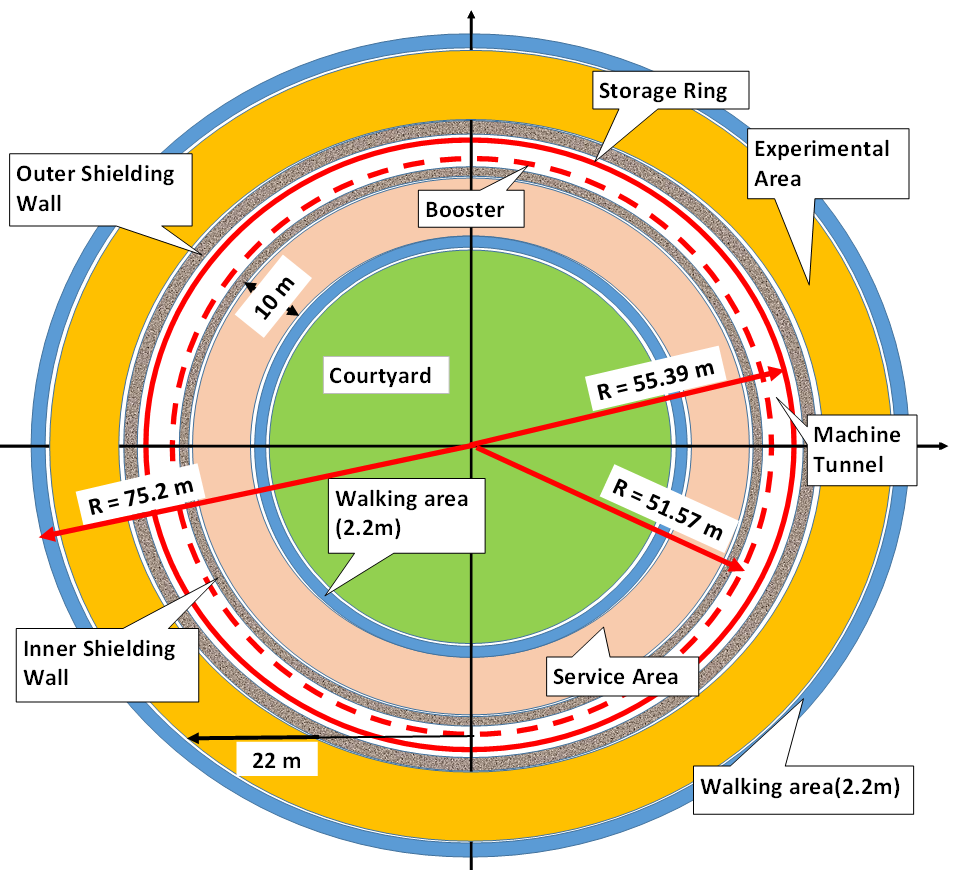 Storage Ring
Experimental
Area
Outer Shielding
Wall
Booster
10 m
Courtyard
R = 55.39 m
Machine
Tunnel
R = 75.2 m
Walking area
(2.2m)
R = 51.57 m
Inner Shielding
Wall
Service Area
22 m
Walking area(2.2m)